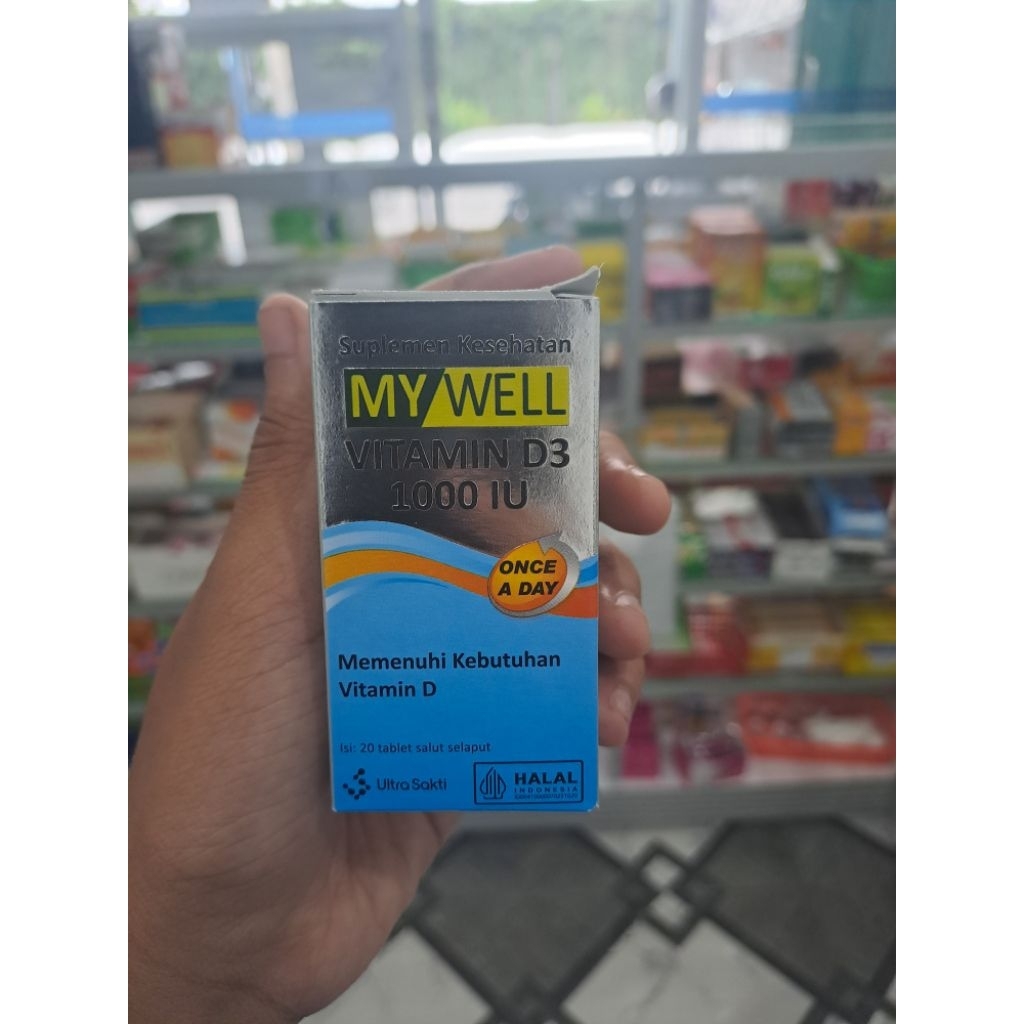 Suplemen Kesehatan
MY/WELL
VITAMIN D3
1000 IU
ONCE
A DAY
Memenuhi Kebutuhan
Vitamin D
Isi: 20 tablet salut selaput
Ultra Sakti
HALAL
INDONESIA